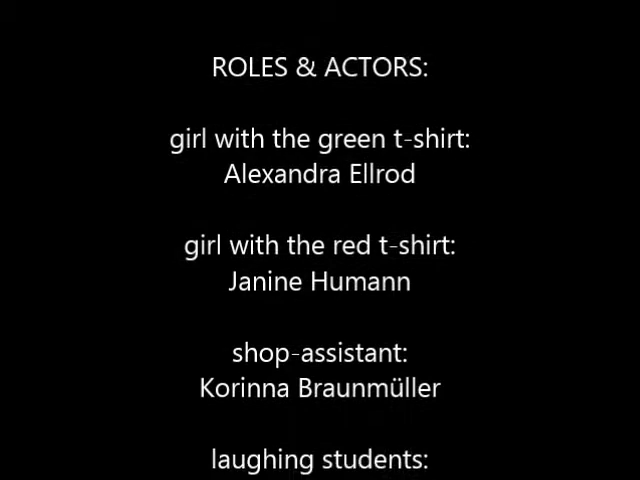 ROLES & ACTORS:
girl with the green t-shirt:
Alexandra Ellrod
girl with the red t-shirt:
Janine Humann
shop-assistant:
Korinna Braunmüller
laughing students: